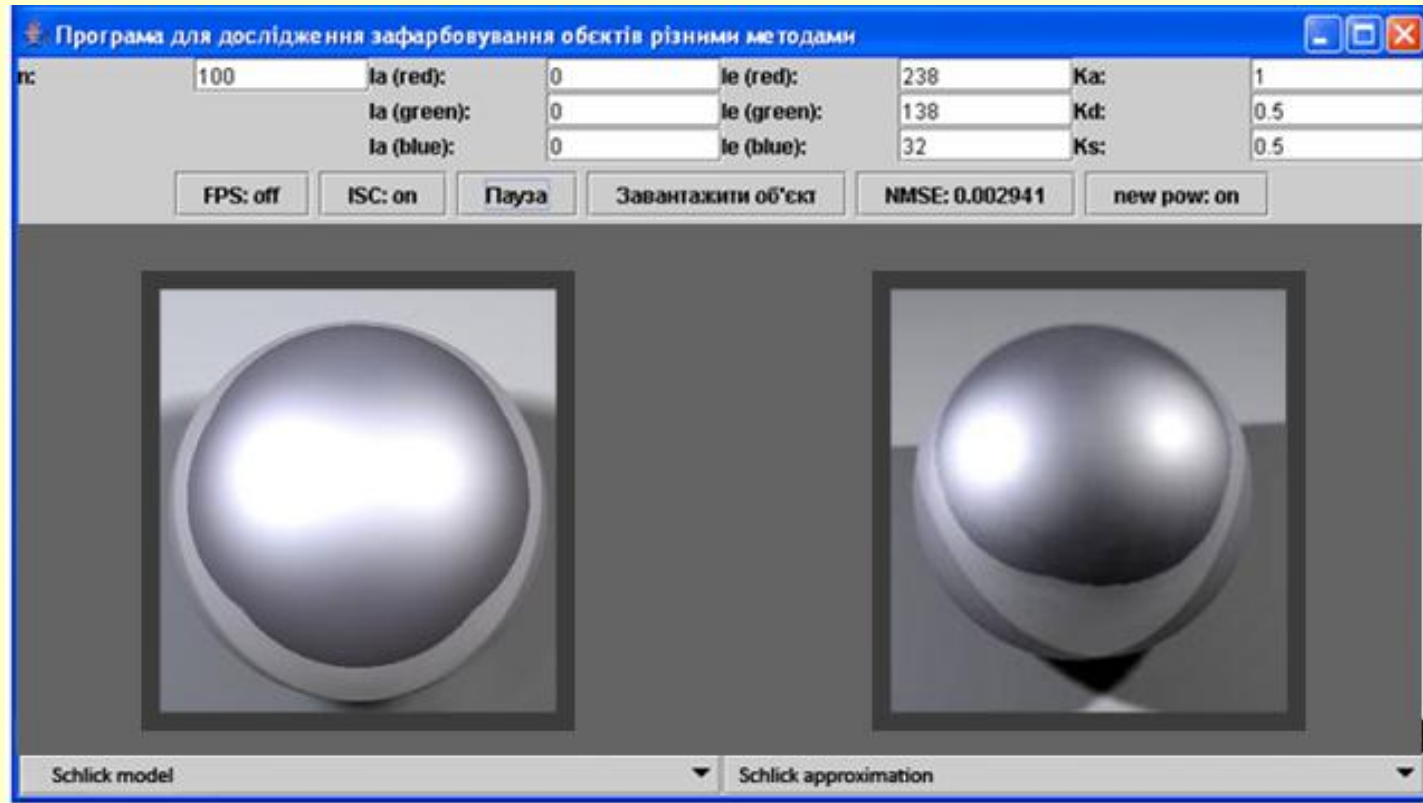 Програма для дослідження зафарбовування обєктів різними методами
n: 100 Ia (red): 0 Ie (red): 238 Ka: 1
Ia (green): 0 Ie (green): 138 Kd: 0.5
Ia (blue): 0 Ie (blue): 32 Ks: 0.5
FPS: off ISC: on Пауза Завантажити об'єкт NMSE: 0.002941 new pow: on
Schlick model Schlick approximation